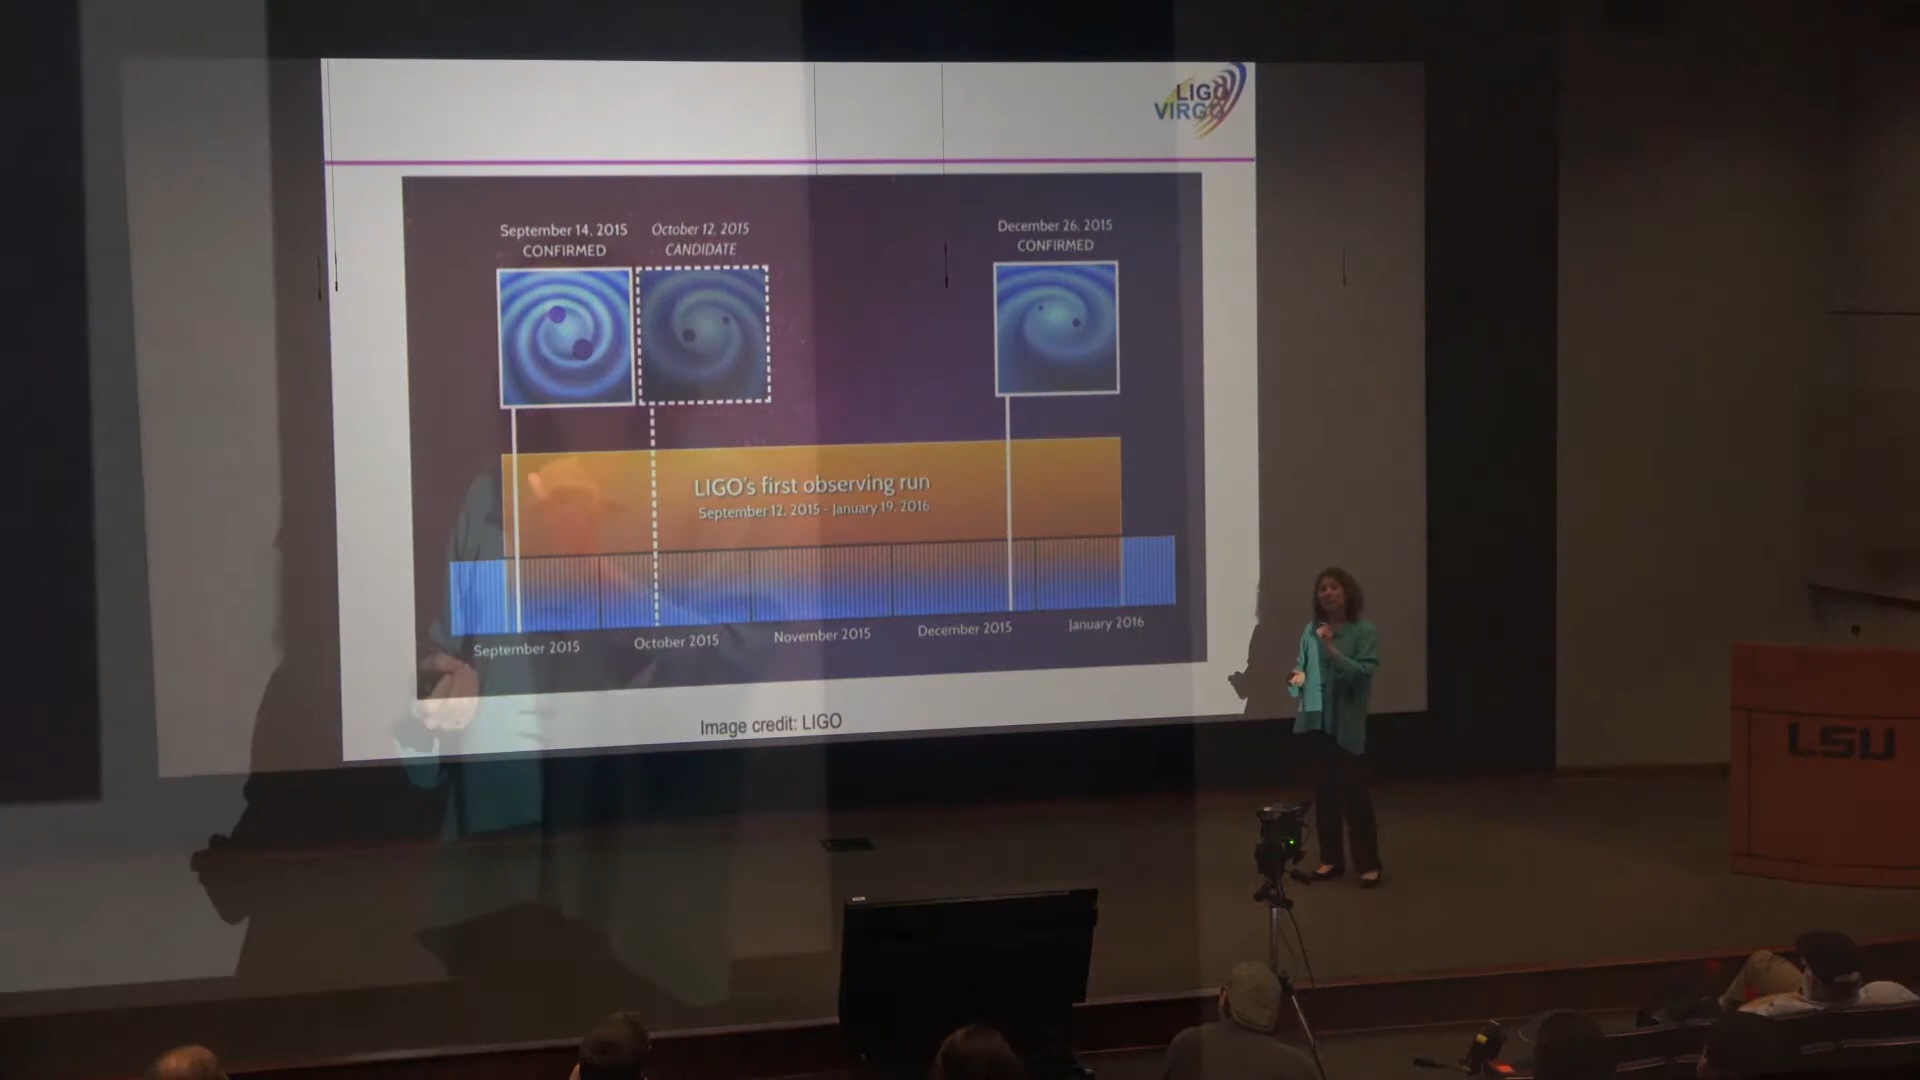 LIGO
VIRGO
September 14, 2015
CONFIRMED
October 12, 2015
CANDIDATE
December 26, 2015
CONFIRMED
LIGO's first observing run
September 12, 2015 - January 19, 2016
September 2015
October 2015
November 2015
December 2015
January 2016
Image credit: LIGO
LSU